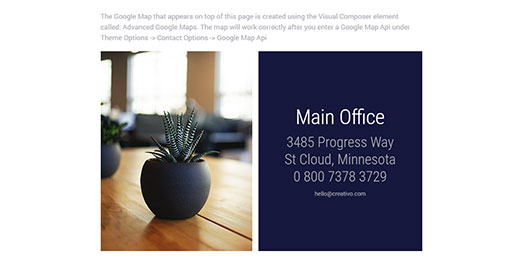 The Google Map that appears on top of this page is created using the Visual Composer element
called: Advanced Google Maps. The map will work correctly after you enter a Google Map Api under
Theme Options -> Contact Options -> Google Map Api
Main Office
3485 Progress Way
St Cloud, Minnesota
0 800 7378 3729
hello@creativo.com